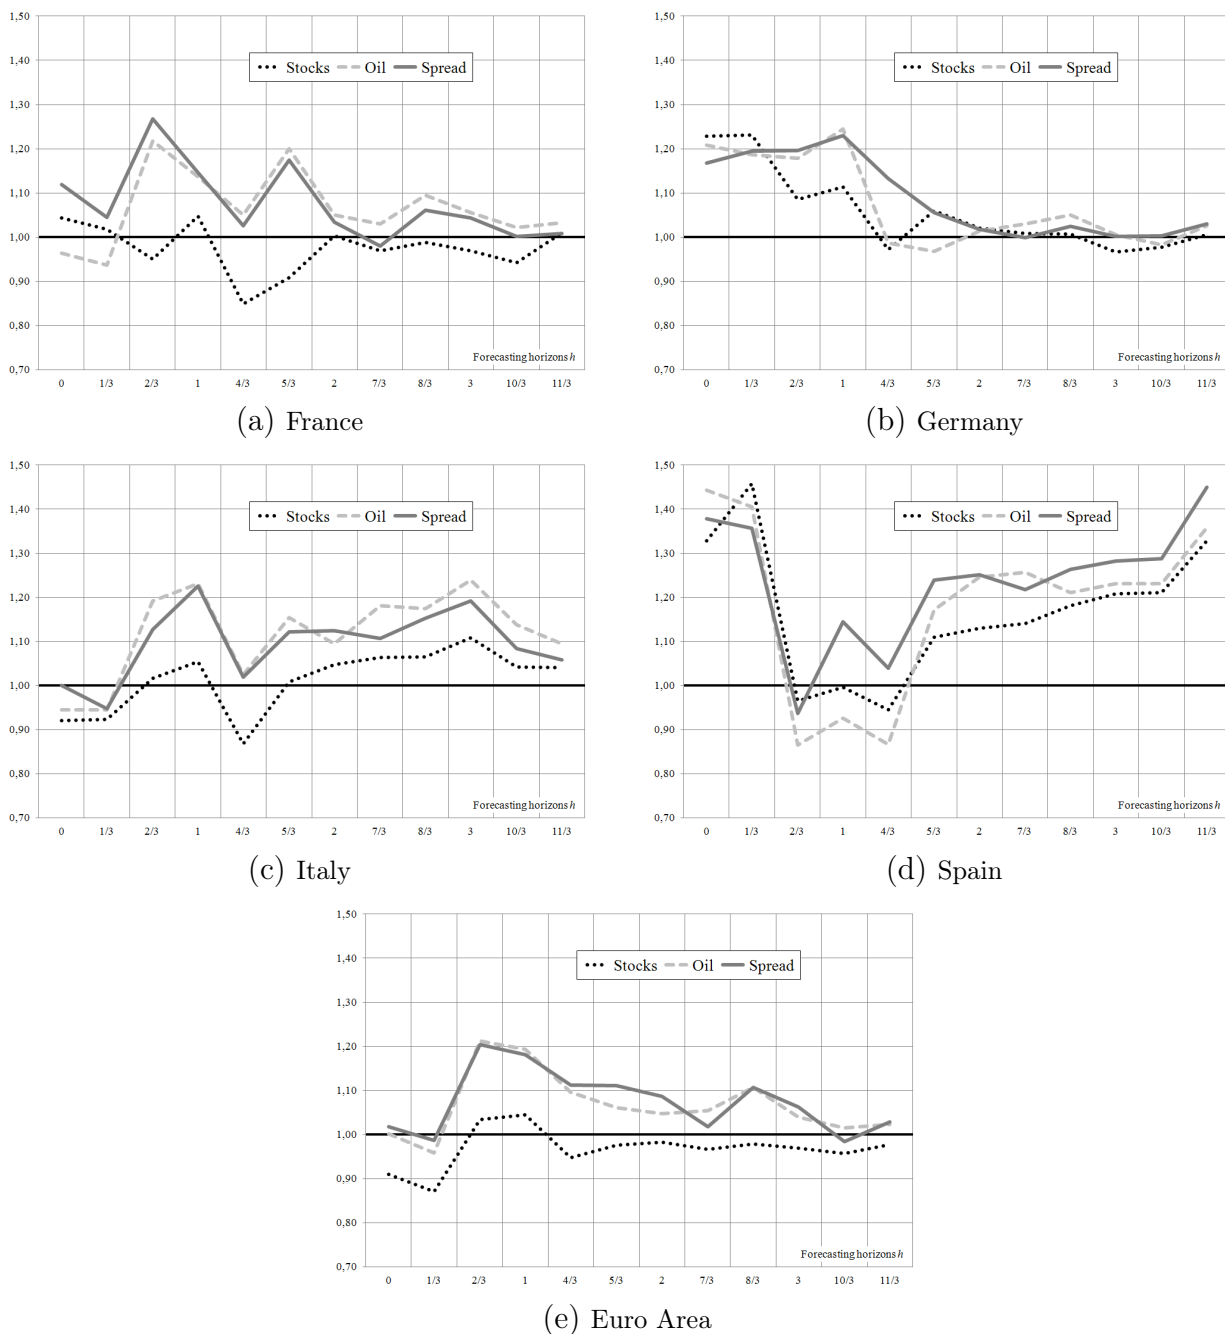 1,50
1,40
1,30
1,20
1,10
1,00
0,90
0,80
0,70
Stocks Oil Spread
Forecasting horizons h
0 1/3 2/3 1 4/3 5/3 2 7/3 8/3 3 10/3 11/3
(a) France
1,50
1,40
1,30
1,20
1,10
1,00
0,90
0,80
0,70
Stocks Oil Spread
Forecasting horizons h
0 1/3 2/3 1 4/3 5/3 2 7/3 8/3 3 10/3 11/3
(b) Germany
1,50
1,40
1,30
1,20
1,10
1,00
0,90
0,80
0,70
Stocks Oil Spread
Forecasting horizons h
0 1/3 2/3 1 4/3 5/3 2 7/3 8/3 3 10/3 11/3
(c) Italy
1,50
1,40
1,30
1,20
1,10
1,00
0,90
0,80
0,70
Stocks Oil Spread
Forecasting horizons h
0 1/3 2/3 1 4/3 5/3 2 7/3 8/3 3 10/3 11/3
(d) Spain
1,50
1,40
1,30
1,20
1,10
1,00
0,90
0,80
0,70
Stocks Oil Spread
Forecasting horizons h
0 1/3 2/3 1 4/3 5/3 2 7/3 8/3 3 10/3 11/3
(e) Euro Area